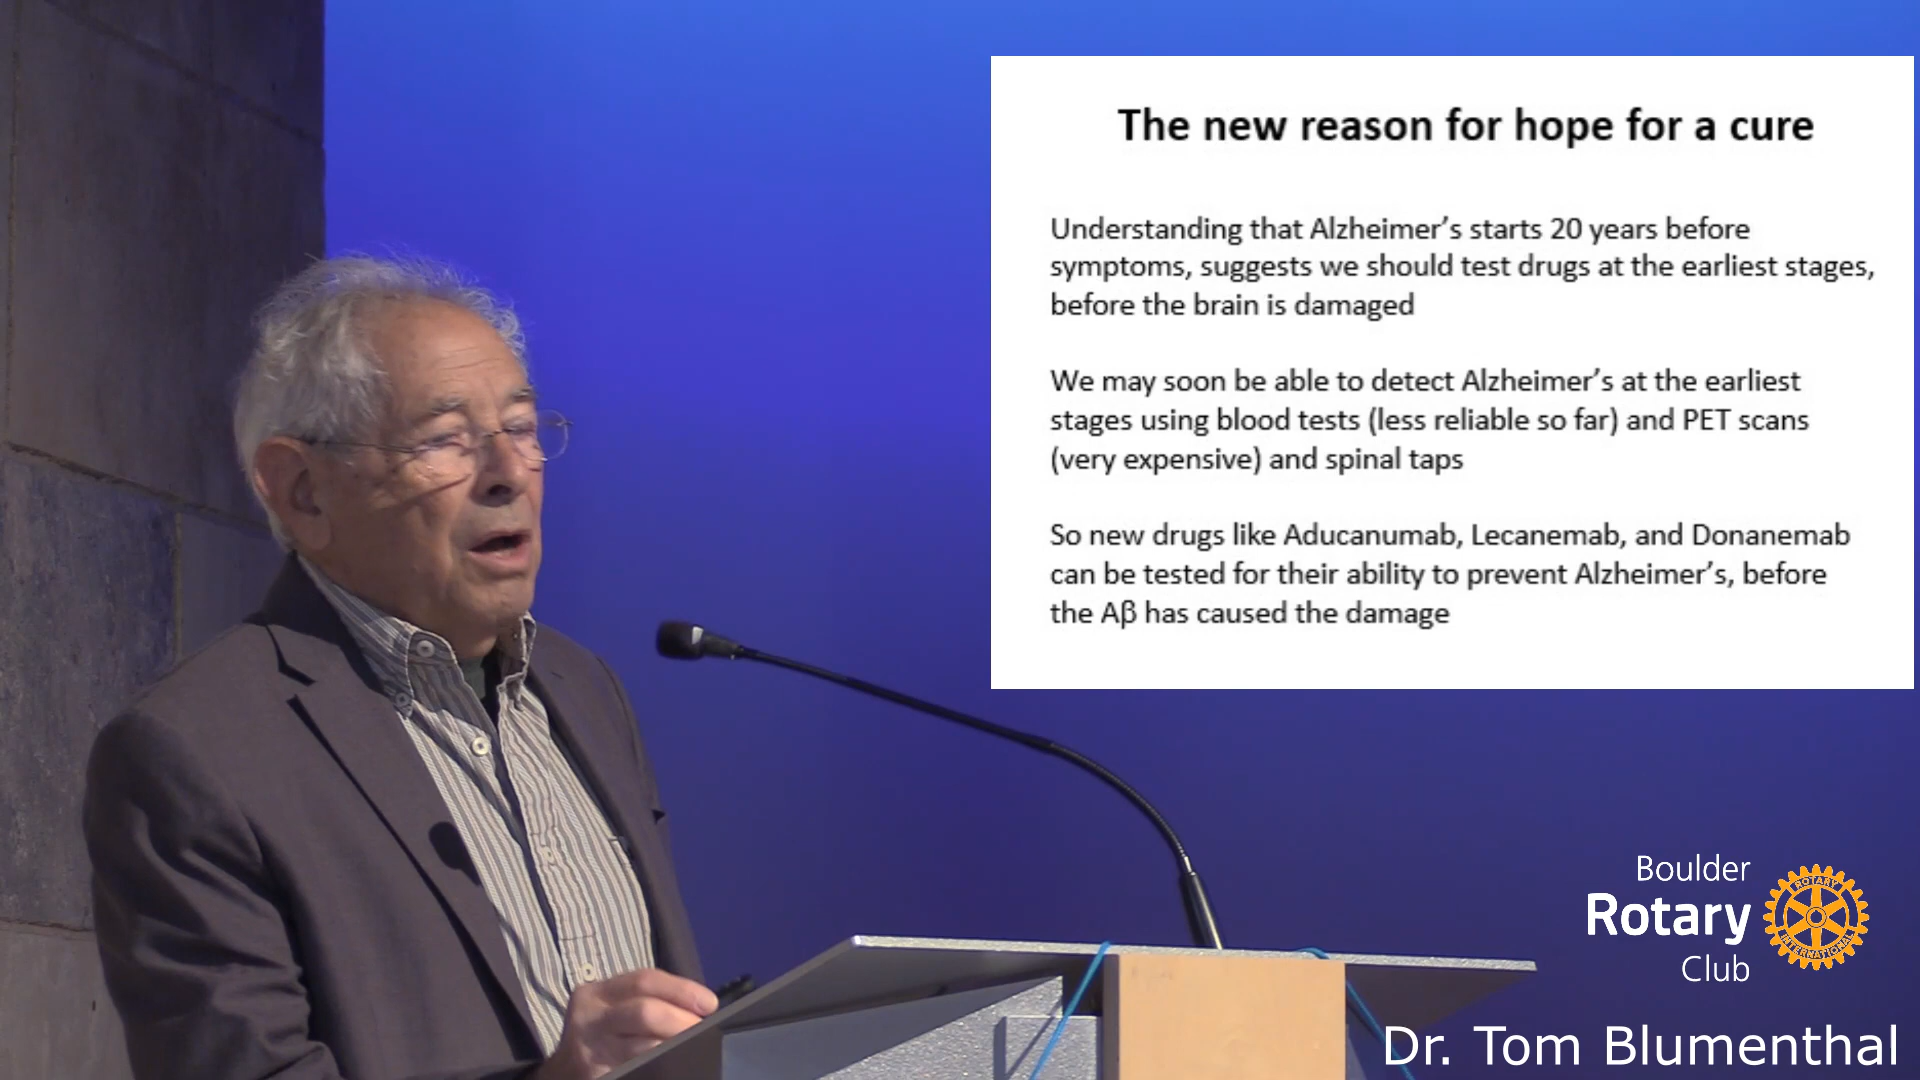 The new reason for hope for a cure
Understanding that Alzheimer's starts 20 years before
symptoms, suggests we should test drugs at the earliest stages,
before the brain is damaged
We may soon be able to detect Alzheimer's at the earliest
stages using blood tests (less reliable so far) and PET scans
(very expensive) and spinal taps
So new drugs like Aducanumab, Lecanemab, and Donanemab
can be tested for their ability to prevent Alzheimer's, before
the Aβ has caused the damage
Boulder
Rotary
Club
ROTARY
INTERNATIONAL
Dr. Tom Blumenthal